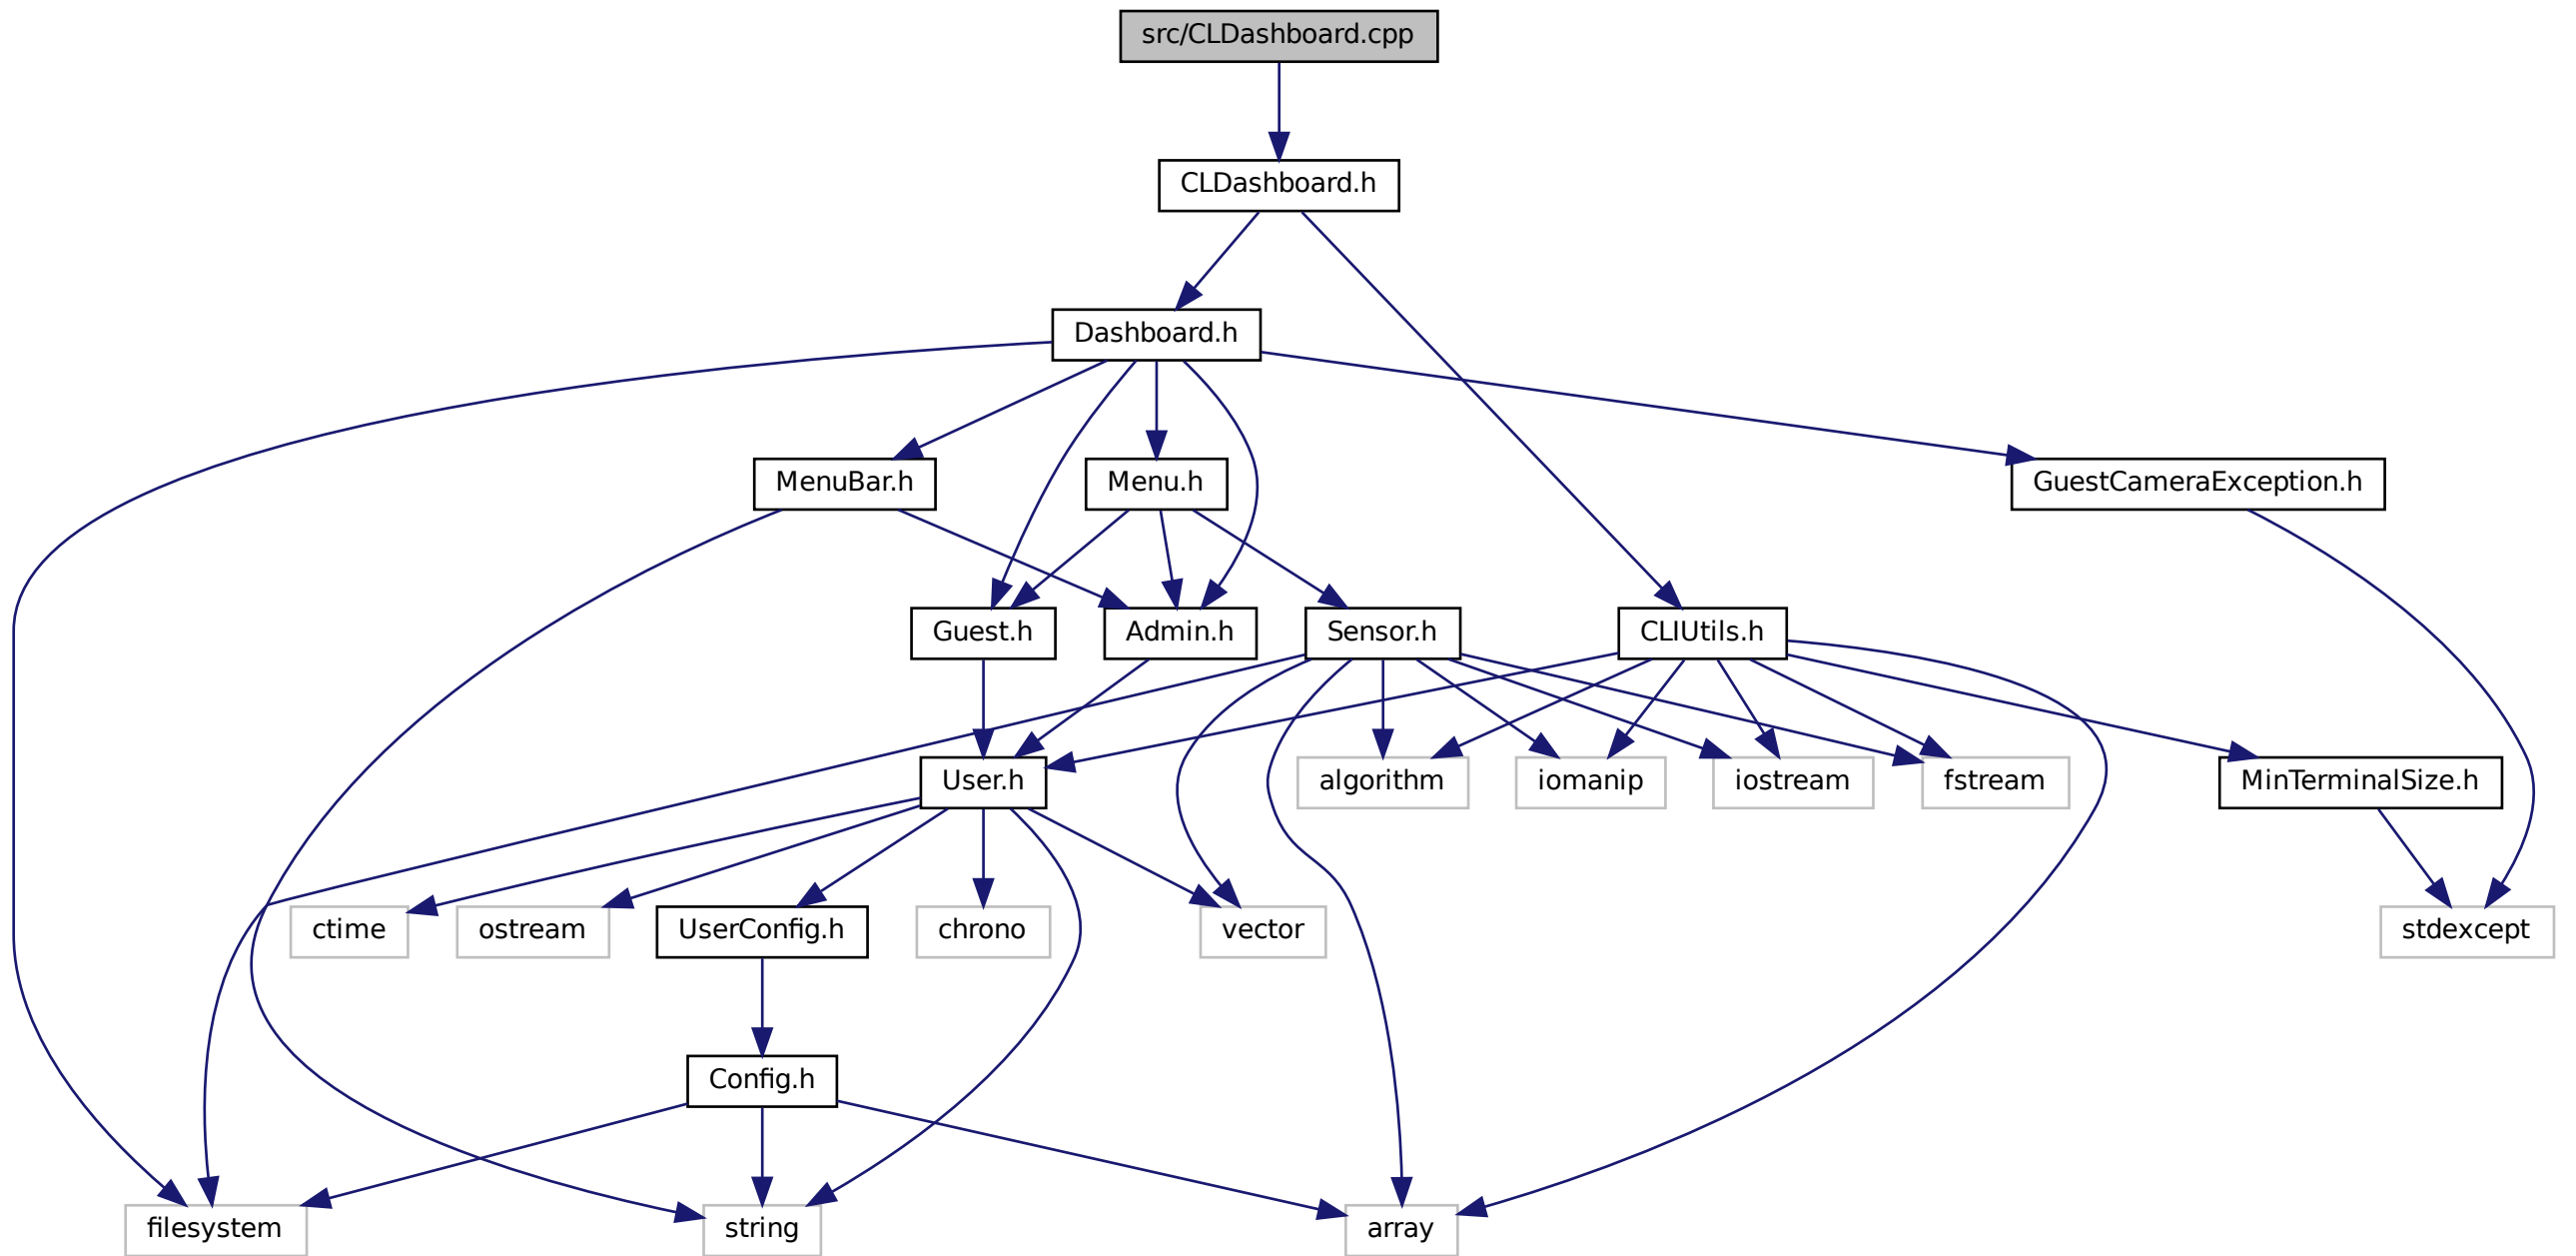 src/CLDashboard.cpp
CLDashboard.h
Dashboard.h
MenuBar.h
Menu.h
GuestCameraException.h
Guest.h
Admin.h
Sensor.h
CLIUtils.h
User.h
algorithm
iomanip
iostream
fstream
MinTerminalSize.h
ctime
ostream
UserConfig.h
chrono
vector
stdexcept
Config.h
filesystem
string
array